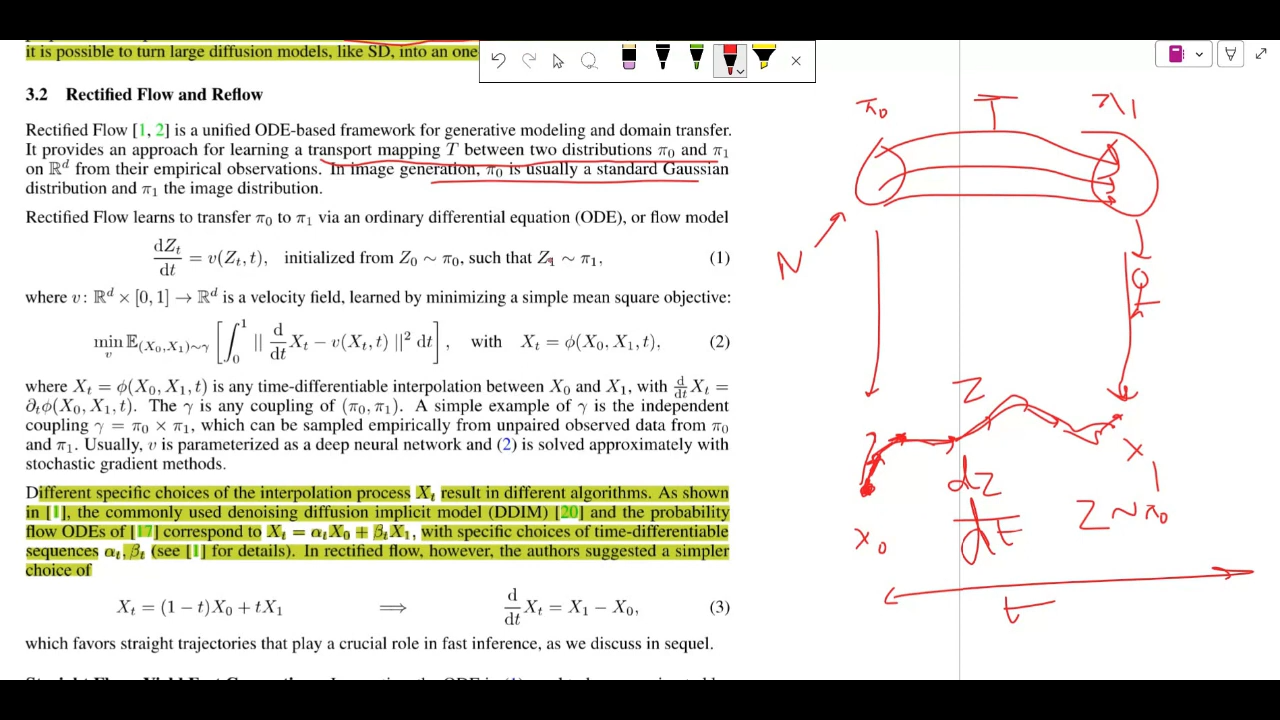 it is possible to turn large diffusion models, like SD, into an one
3.2 Rectified Flow and Reflow
Rectified Flow [1, 2] is a unified ODE-based framework for generative modeling and domain transfer.
It provides an approach for learning a transport mapping T between two distributions π₀ and π₁
on ℝᵈ from their empirical observations. In image generation, π₀ is usually a standard Gaussian
distribution and π₁ the image distribution.
Rectified Flow learns to transfer π₀ to π₁ via an ordinary differential equation (ODE), or flow model
dZₜ/dt = v(Zₜ, t), initialized from Z₀ ∼ π₀, such that Z₁ ∼ π₁, (1)
where v: ℝᵈ × [0, 1] → ℝᵈ is a velocity field, learned by minimizing a simple mean square objective:
min_v 𝔼_(X₀,X₁)∼γ [∫₀¹ || d/dt Xₜ − v(Xₜ, t) ||² dt], with Xₜ = ϕ(X₀, X₁, t), (2)
where Xₜ = ϕ(X₀, X₁, t) is any time-differentiable interpolation between X₀ and X₁, with d/dt Xₜ =
∂ₜϕ(X₀, X₁, t). The γ is any coupling of (π₀, π₁). A simple example of γ is the independent
coupling γ = π₀ × π₁, which can be sampled empirically from unpaired observed data from π₀
and π₁. Usually, v is parameterized as a deep neural network and (2) is solved approximately with
stochastic gradient methods.
Different specific choices of the interpolation process Xₜ result in different algorithms. As shown
in [1], the commonly used denoising diffusion implicit model (DDIM) [20] and the probability
flow ODEs of [17] correspond to Xₜ = αₜX₀ + βₜX₁, with specific choices of time-differentiable
sequences αₜ, βₜ (see [1] for details). In rectified flow, however, the authors suggested a simpler
choice of
Xₜ = (1 − t)X₀ + tX₁ ⟹ d/dt Xₜ = X₁ − X₀, (3)
which favors straight trajectories that play a crucial role in fast inference, as we discuss in sequel.
π₀ T π₁
N
Z
X₀
dz
dt
X₁
Z∼π₀
t